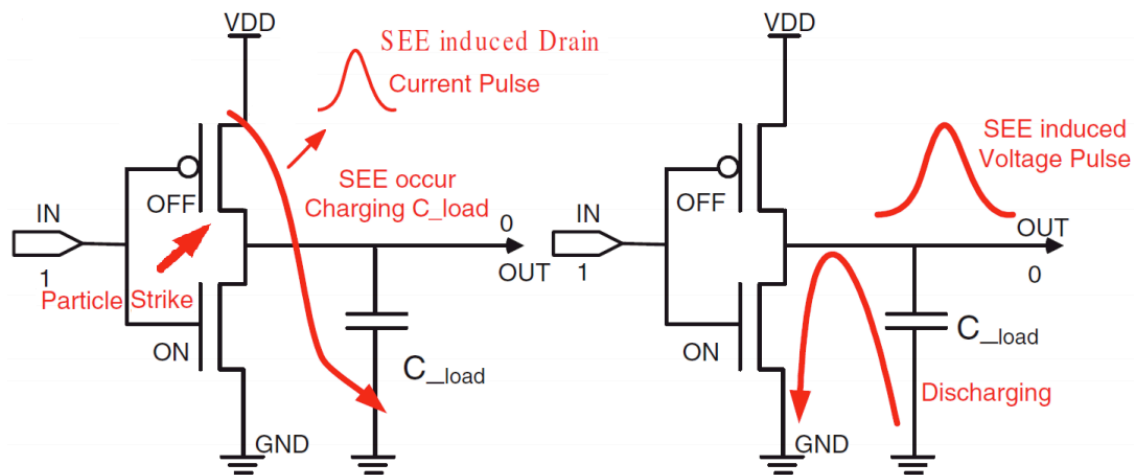 VDD
SEE induced Drain
Current Pulse
OFF
SEE occur
Charging C_load
IN
1
0
OUT
Particle Strike
ON
C_load
GND
VDD
SEE induced
Voltage Pulse
OFF
IN
1
OUT
0
ON
C_load
Discharging
GND